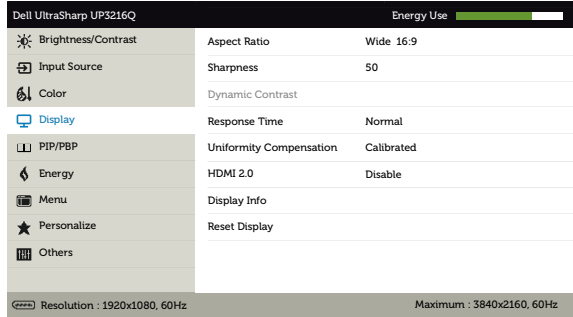 Dell UltraSharp UP3216Q Energy Use
Brightness/Contrast Aspect Ratio Wide 16:9
Input Source Sharpness 50
Color Dynamic Contrast
Display Response Time Normal
PIP/PBP Uniformity Compensation Calibrated
Energy HDMI 2.0 Disable
Menu Display Info
Personalize Reset Display
Others
Resolution : 1920x1080, 60Hz Maximum : 3840x2160, 60Hz